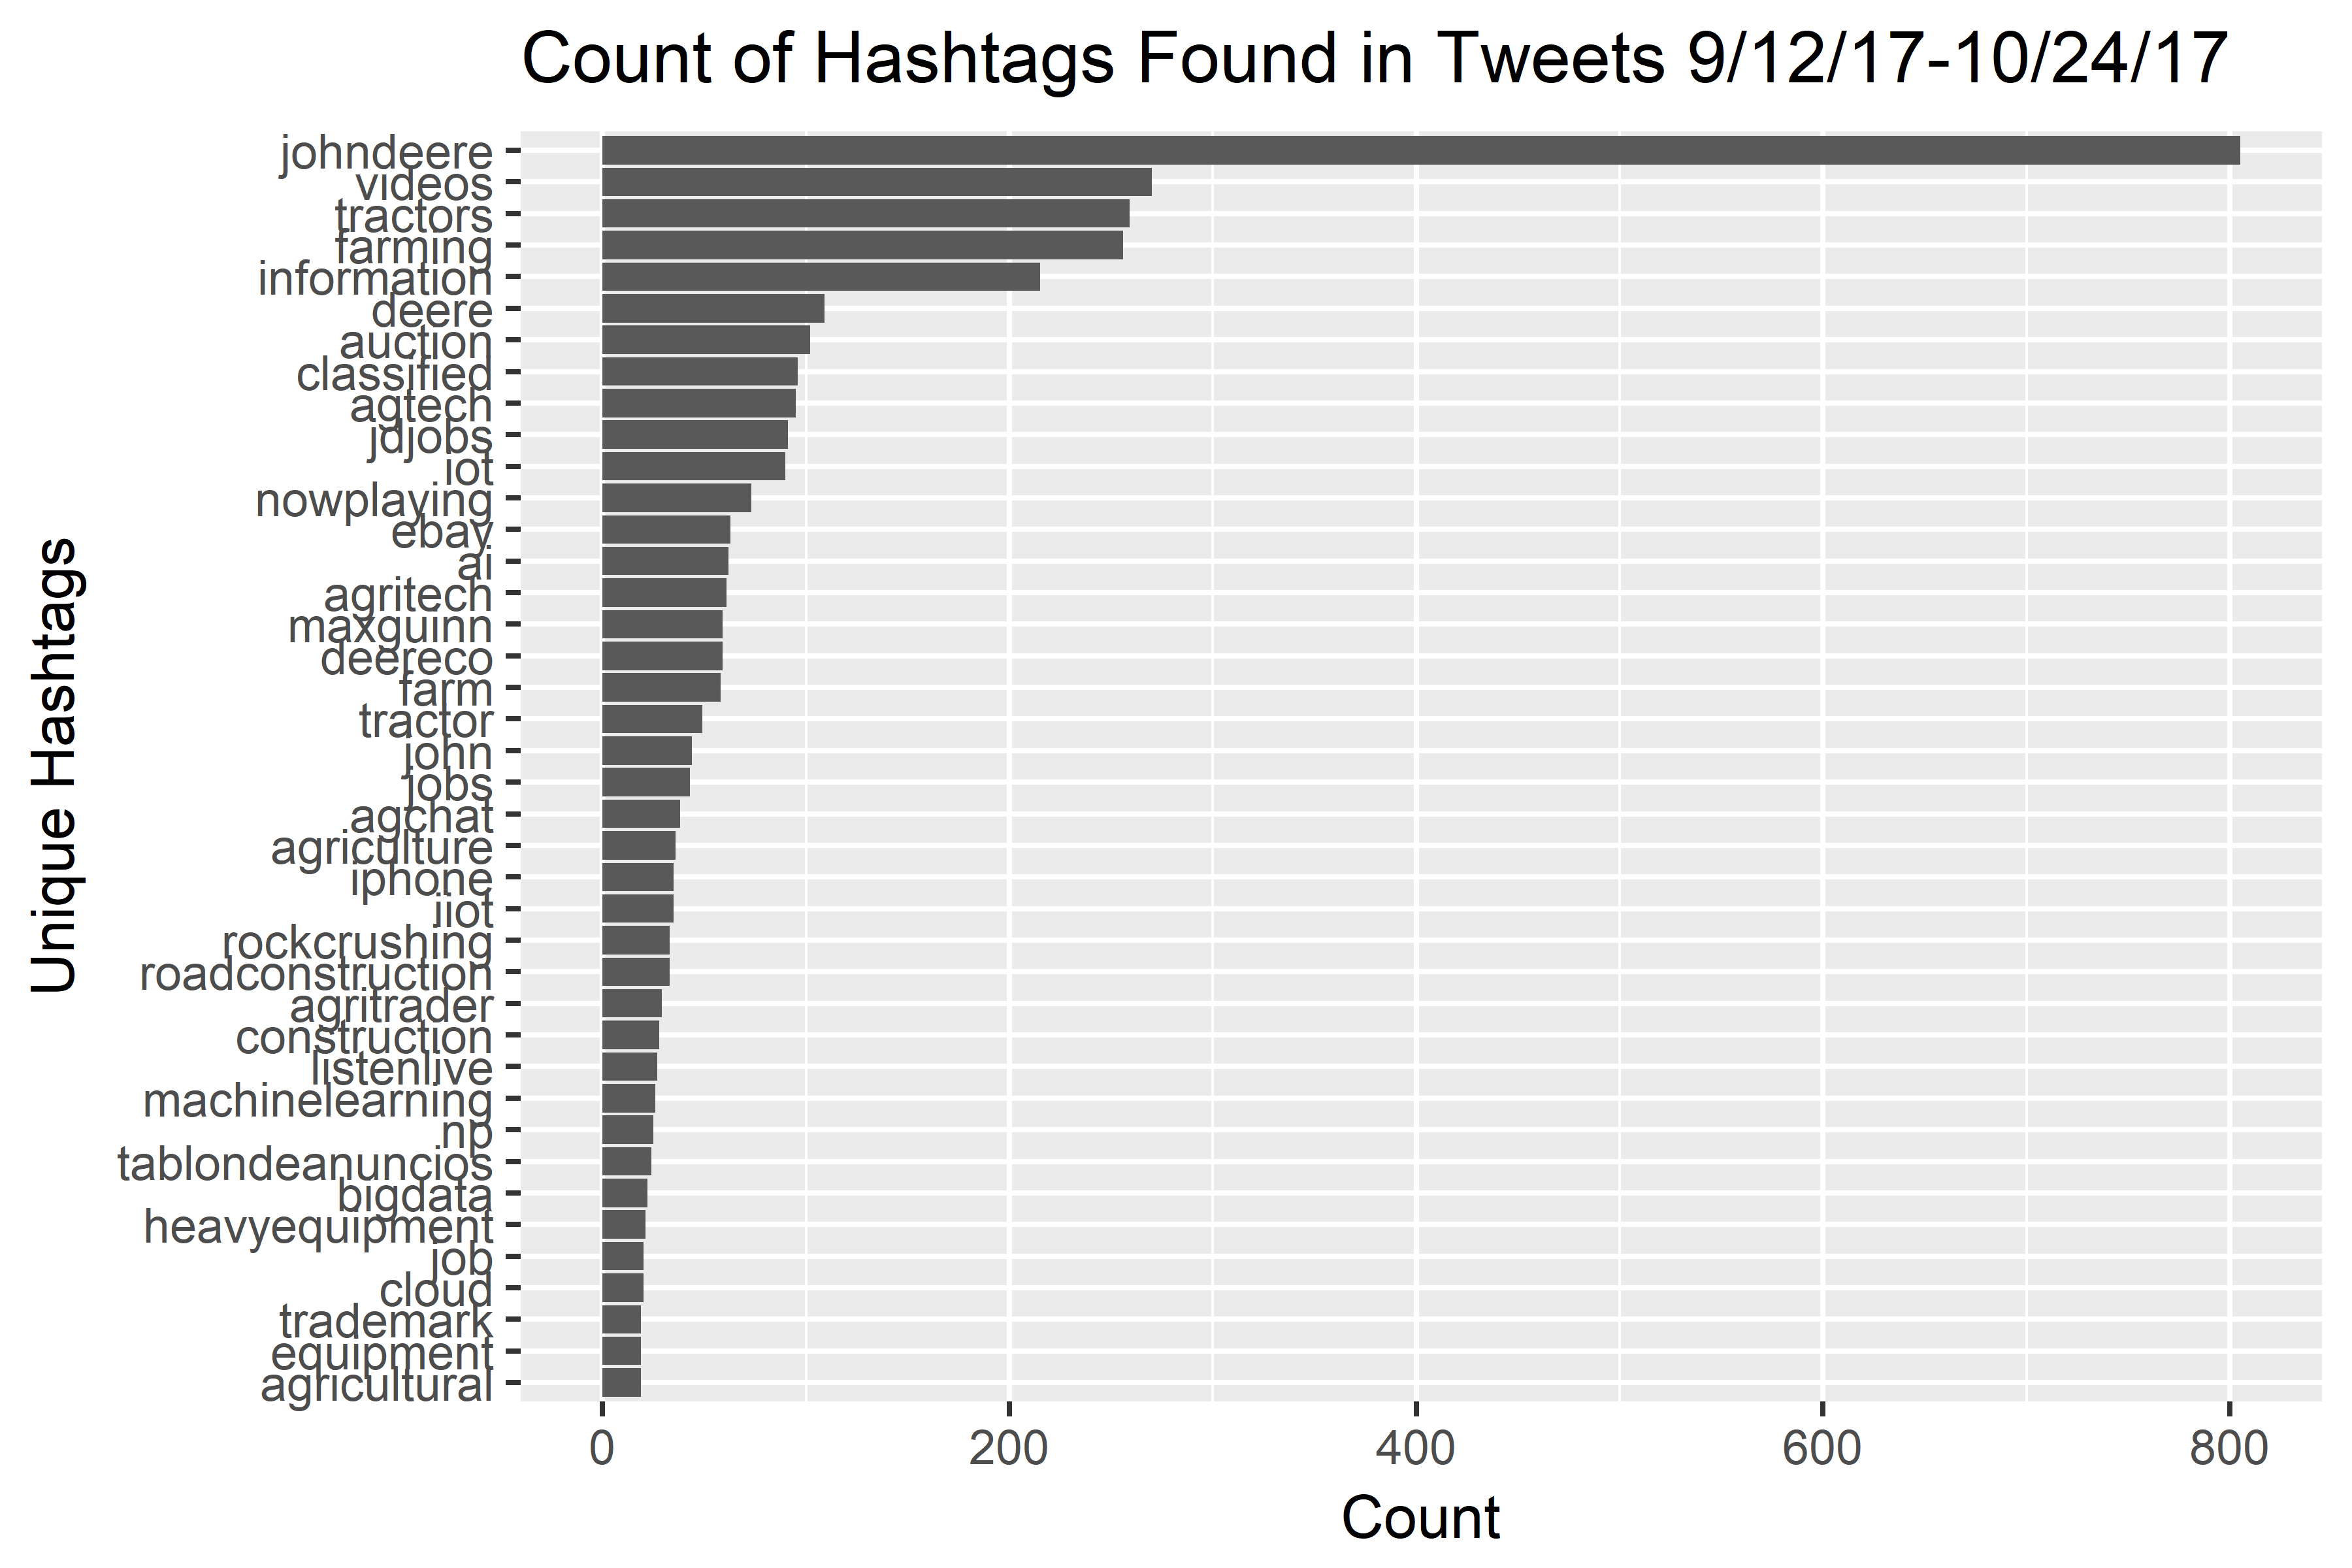 Count of Hashtags Found in Tweets 9/12/17-10/24/17
Unique Hashtags
johndeere
videos
tractors
farming
information
deere
auction
classified
agtech
jdjobs
iot
nowplaying
ebay
ai
agritech
maxguinn
deereco
farm
tractor
john
jobs
agchat
agriculture
iphone
iiot
rockcrushing
roadconstruction
agritrader
construction
listenlive
machinelearning
np
tablondeanuncios
bigdata
heavyequipment
job
cloud
trademark
equipment
agricultural
0 200 400 600 800
Count